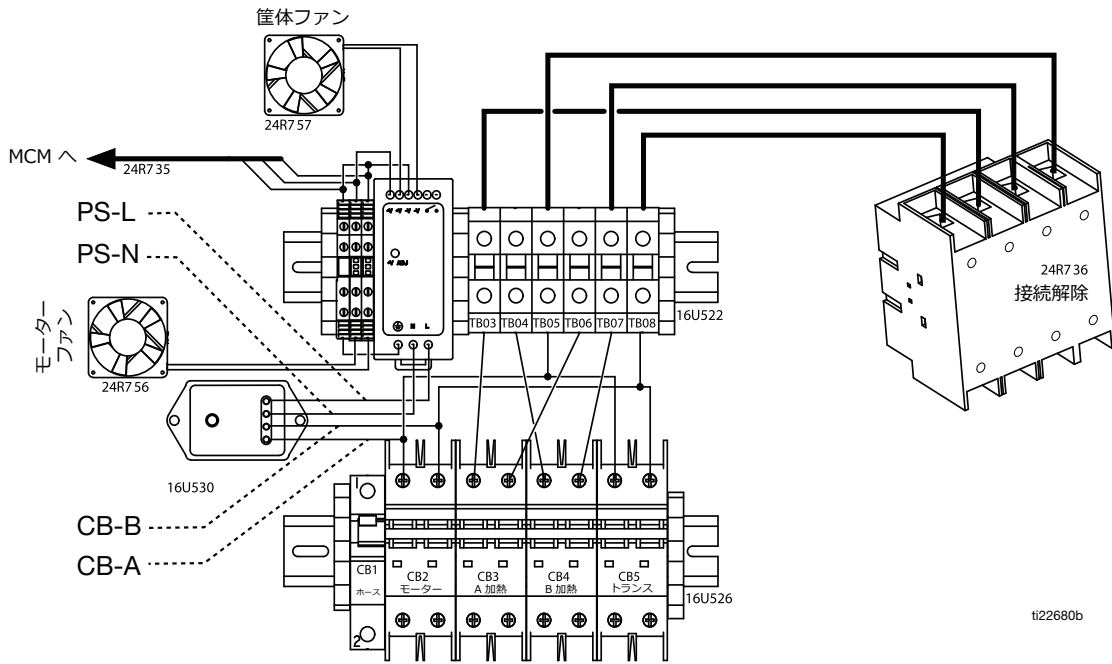 筐体ファン
24R757
MCM へ
24R735
PS-L
PS-N
モーター
ファン
24R756
16U530
CB-B
CB-A
+V ADJ
N L
TB03 TB04 TB05 TB06 TB07 TB08
16U522
24R736
接続解除
1
2
CB1
ホース
CB2
モーター
CB3
A 加熱
CB4
B 加熱
CB5
トランス
16U526
ti22680b